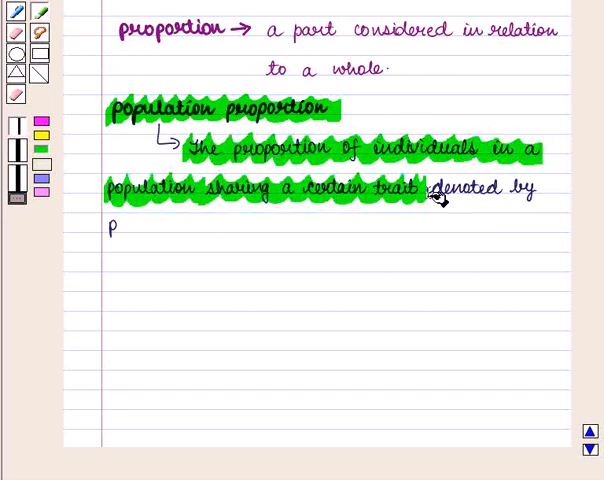 proportion → a part considered in relation
to a whole.
population proportion
↳ The proportion of individuals in a
population sharing a certain trait denoted by
p